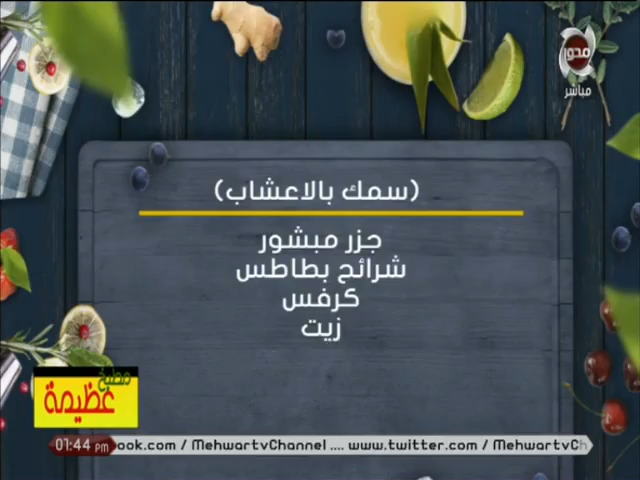 محور
مباشر
(سمك بالاعشاب)
جزر مبشور
شرائح بطاطس
كرفس
زيت
مطبخ
عظيمة
01:44 PM
ook.com / MehwartvChannel .... www.twitter.com / MehwartvCh